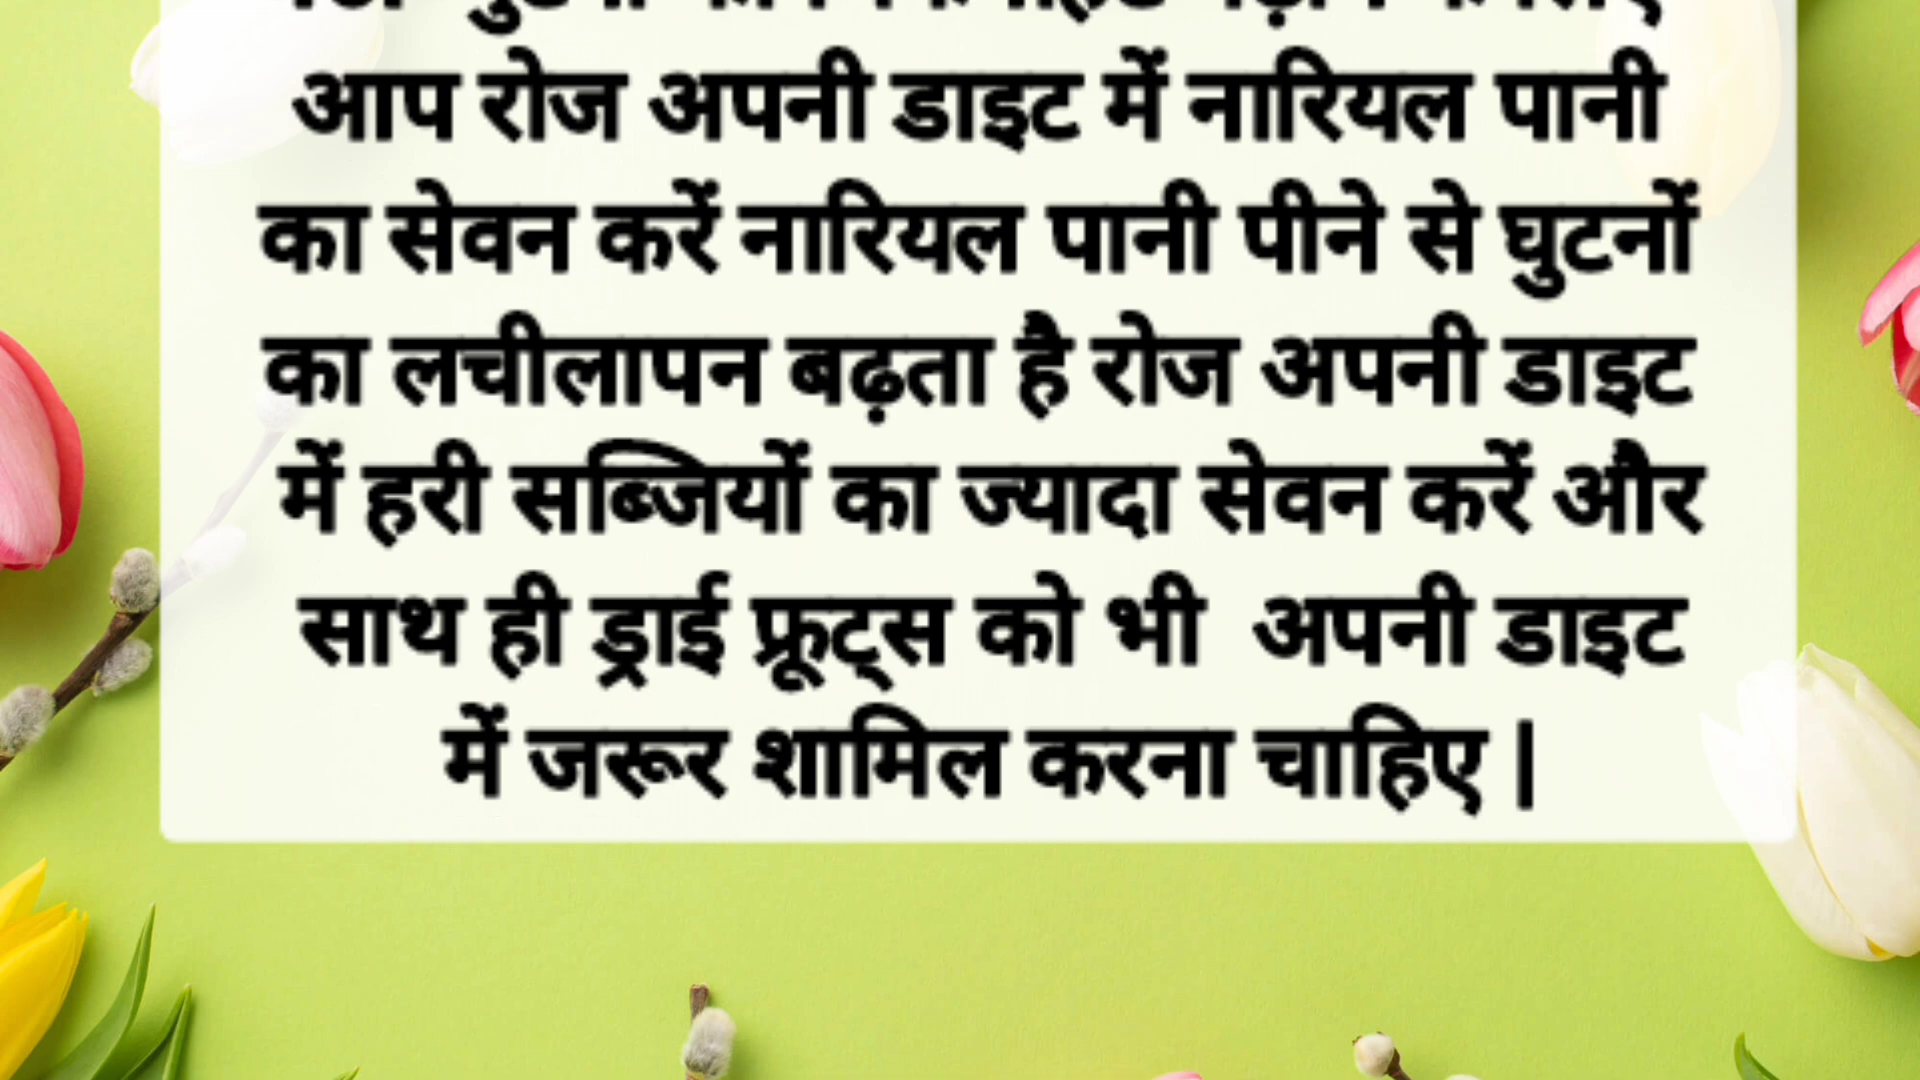 आप रोज अपनी डाइट में नारियल पानी
का सेवन करें नारियल पानी पीने से घुटनों
का लचीलापन बढ़ता है रोज अपनी डाइट
में हरी सब्जियों का ज्यादा सेवन करें और
साथ ही ड्राई फ्रूट्स को भी अपनी डाइट
में जरूर शामिल करना चाहिए |